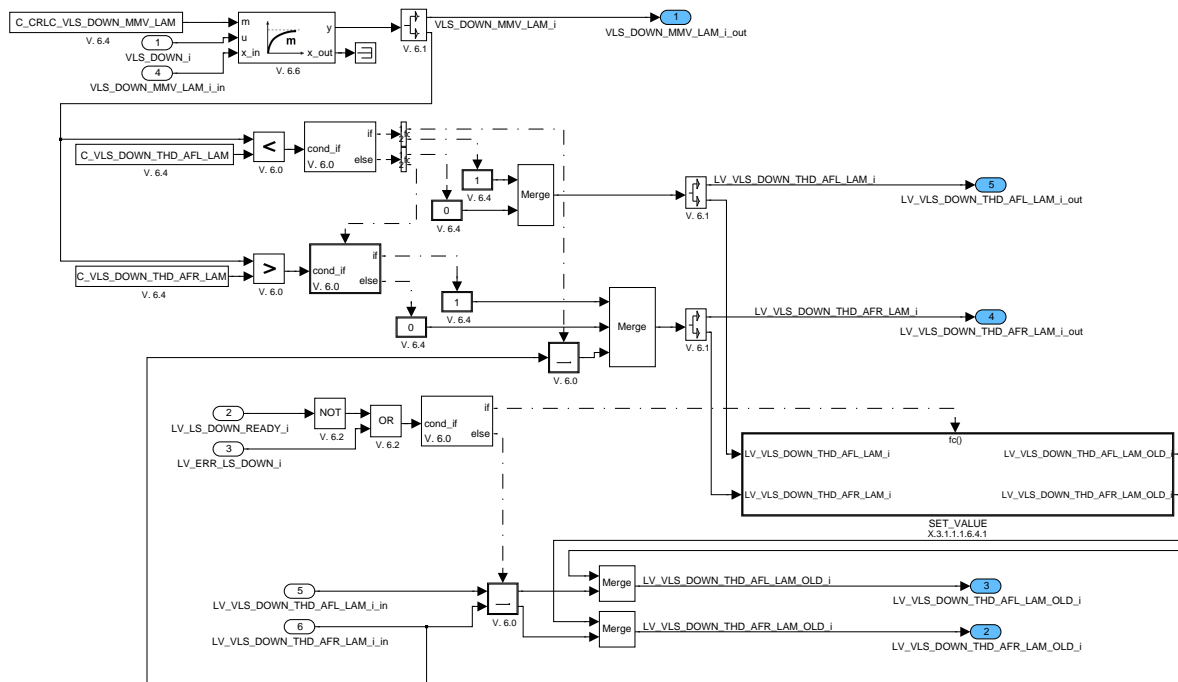 C_CRLC_VLS_DOWN_MMV_LAM
V. 6.4
1
VLS_DOWN_i
4
VLS_DOWN_MMV_LAM_i_in
m
u
x_in
m
y
x_out
V. 6.6
V. 6.1
VLS_DOWN_MMV_LAM_i
1
VLS_DOWN_MMV_LAM_i_out
C_VLS_DOWN_THD_AFL_LAM
V. 6.4
<
V. 6.0
cond_if
V. 6.0
if
else
1
V. 6.4
0
V. 6.4
Merge
V. 6.1
LV_VLS_DOWN_THD_AFL_LAM_i
5
LV_VLS_DOWN_THD_AFL_LAM_i_out
C_VLS_DOWN_THD_AFR_LAM
V. 6.4
>
V. 6.0
cond_if
V. 6.0
if
else
1
V. 6.4
0
V. 6.4
V. 6.0
Merge
V. 6.1
LV_VLS_DOWN_THD_AFR_LAM_i
4
LV_VLS_DOWN_THD_AFR_LAM_i_out
2
LV_LS_DOWN_READY_i
3
LV_ERR_LS_DOWN_i
NOT
V. 6.2
OR
V. 6.2
cond_if
V. 6.0
if
else
fc()
LV_VLS_DOWN_THD_AFL_LAM_i
LV_VLS_DOWN_THD_AFR_LAM_i
LV_VLS_DOWN_THD_AFL_LAM_OLD_i
LV_VLS_DOWN_THD_AFR_LAM_OLD_i
SET_VALUE
X.3.1.1.1.6.4.1
5
LV_VLS_DOWN_THD_AFL_LAM_i_in
6
LV_VLS_DOWN_THD_AFR_LAM_i_in
V. 6.0
Merge
LV_VLS_DOWN_THD_AFL_LAM_OLD_i
3
LV_VLS_DOWN_THD_AFL_LAM_OLD_i
Merge
LV_VLS_DOWN_THD_AFR_LAM_OLD_i
2
LV_VLS_DOWN_THD_AFR_LAM_OLD_i